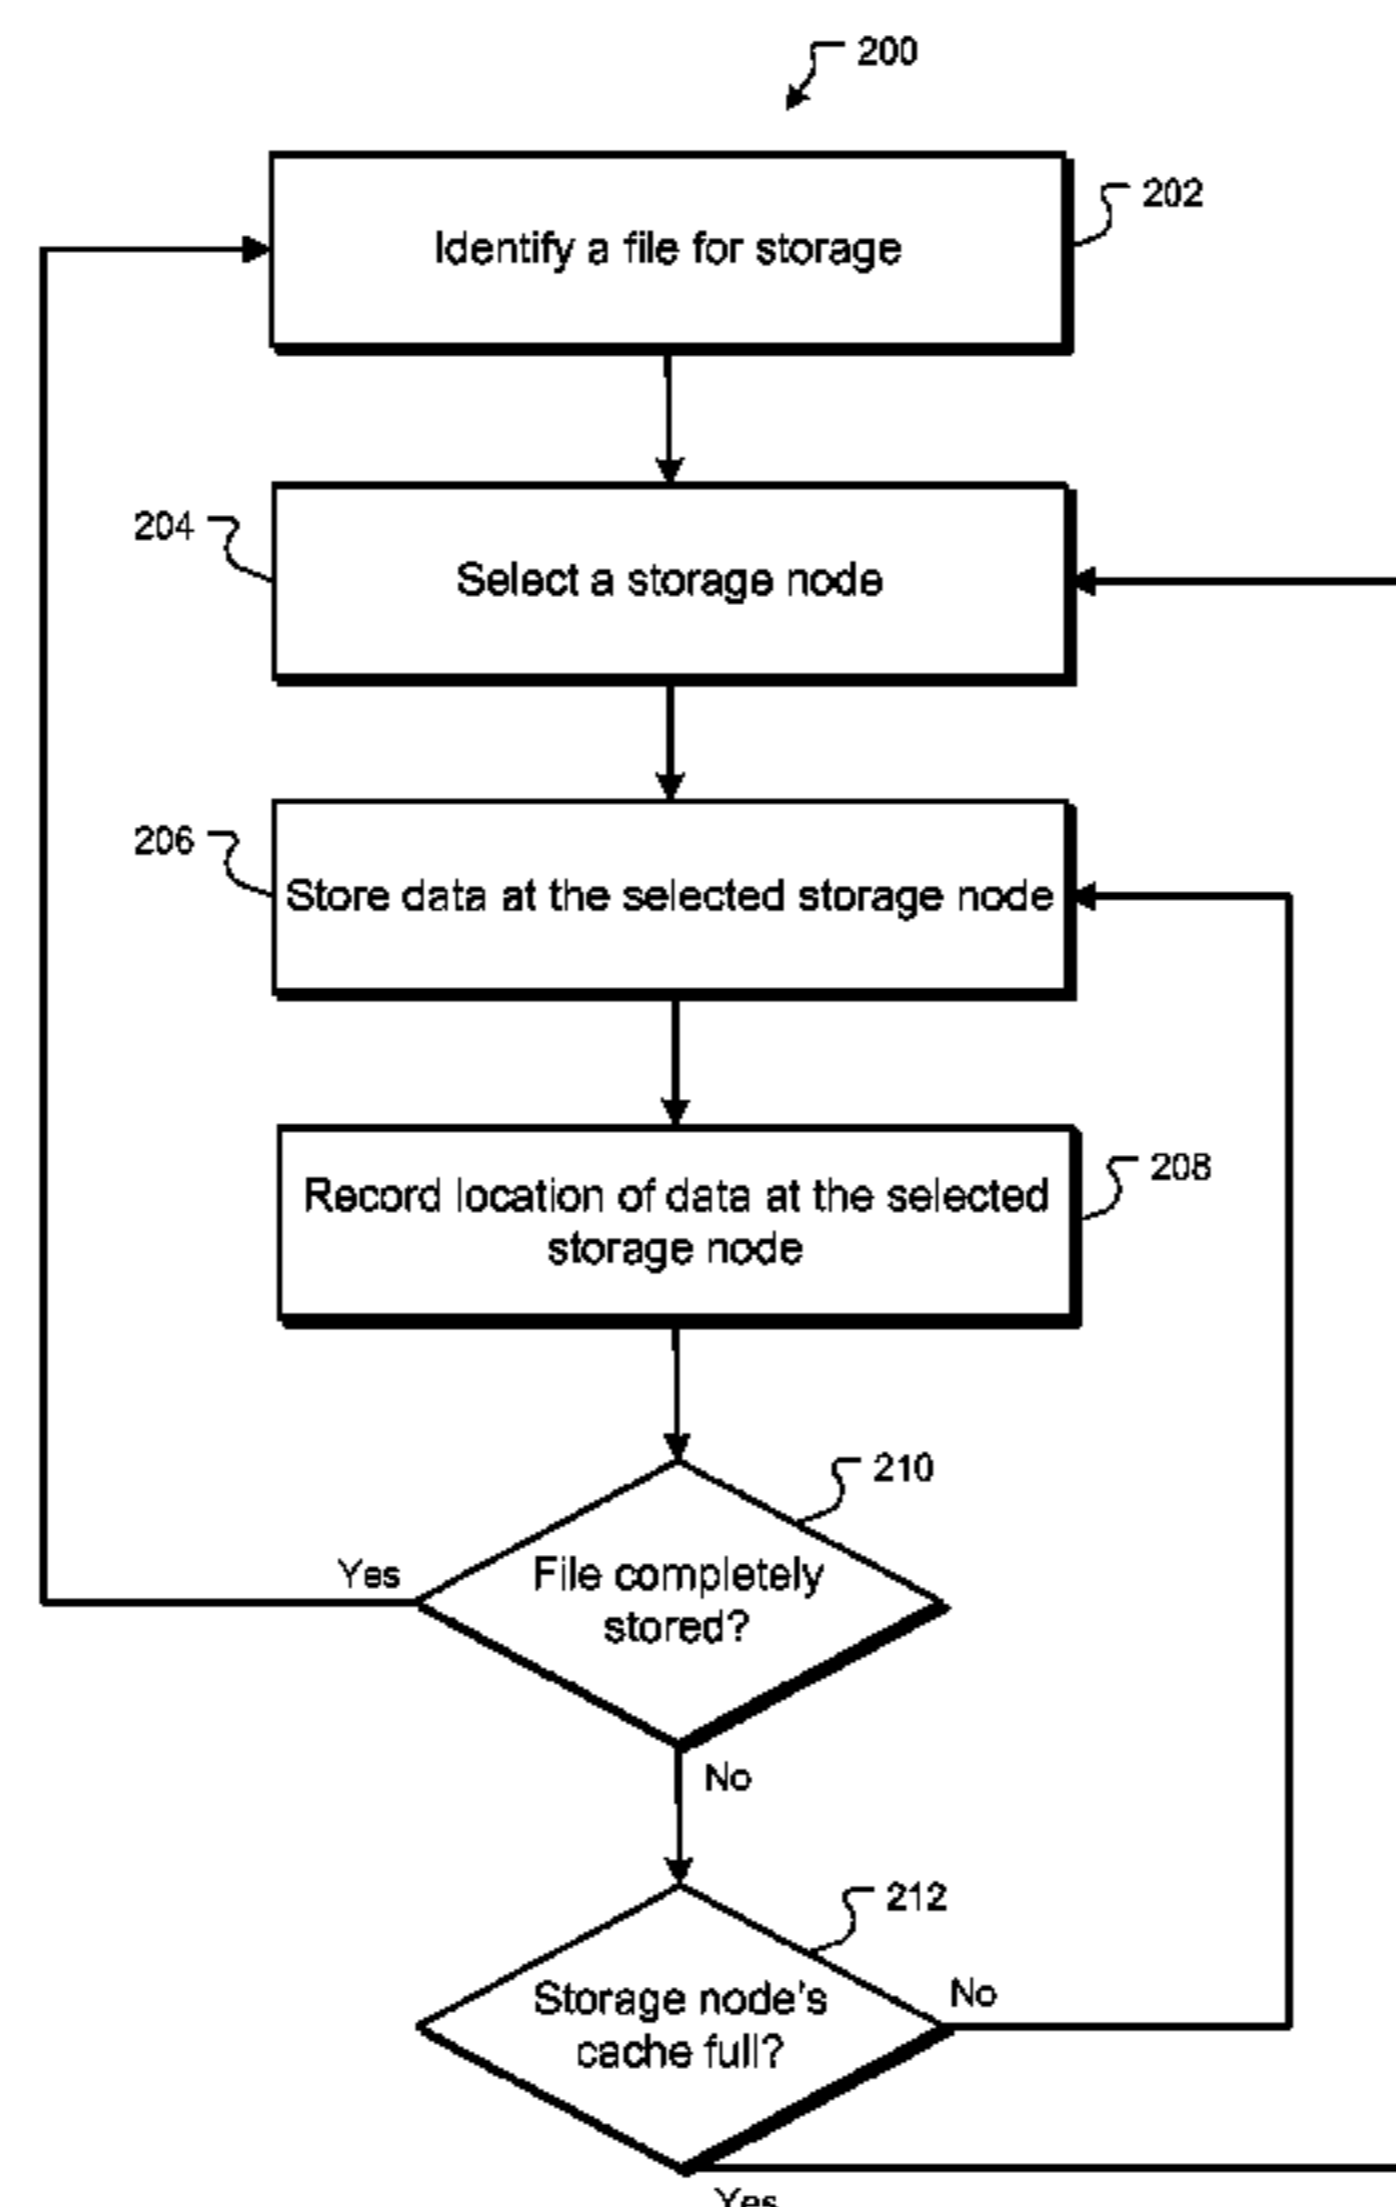 200
Identify a file for storage
202
204
Select a storage node
206
Store data at the selected storage node
Record location of data at the selected
storage node
208
210
Yes
File completely
stored?
No
212
Storage node's
cache full?
No
Yes